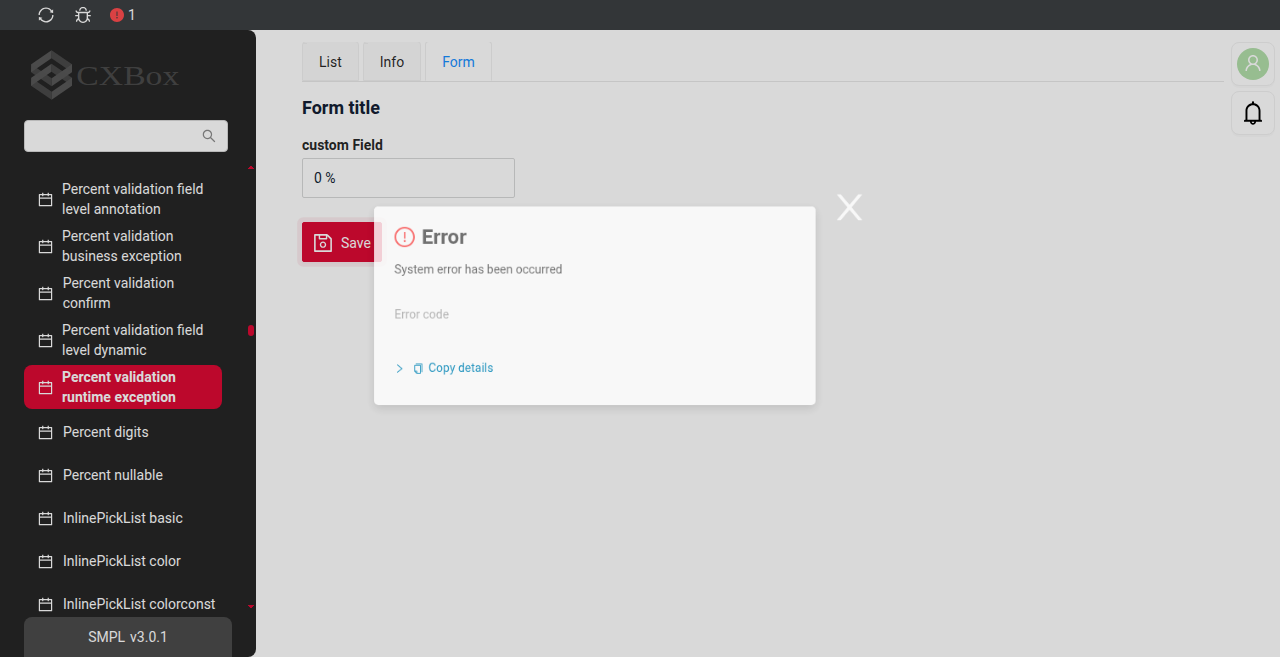 1
CXBox
Percent validation field
level annotation
Percent validation
business exception
Percent validation
confirm
Percent validation field
level dynamic
Percent validation
runtime exception
Percent digits
Percent nullable
InlinePickList basic
InlinePickList color
InlinePickList colorconst
SMPL v3.0.1
List
Info
Form
Form title
custom Field
0 %
Save
Error
System error has been occurred
Error code
Copy details